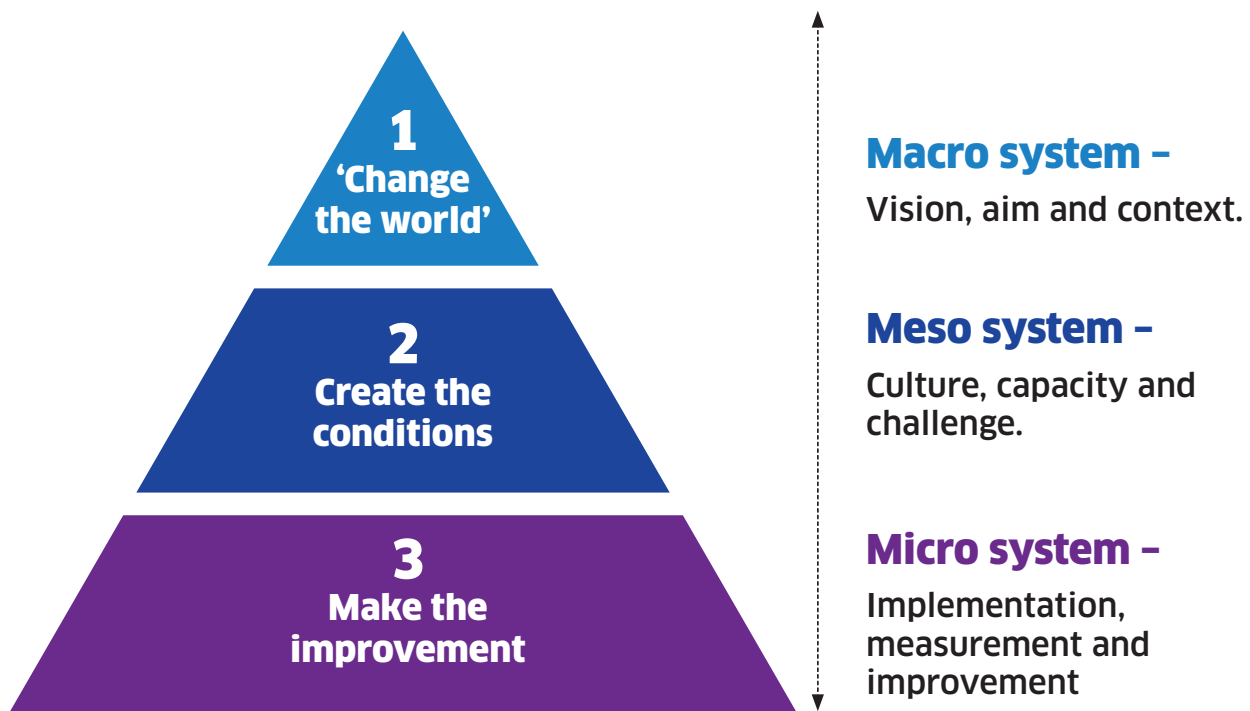 1
‘Change
the world’
Macro system –
Vision, aim and context.
2
Create the
conditions
Meso system –
Culture, capacity and
challenge.
3
Make the
improvement
Micro system –
Implementation,
measurement and
improvement